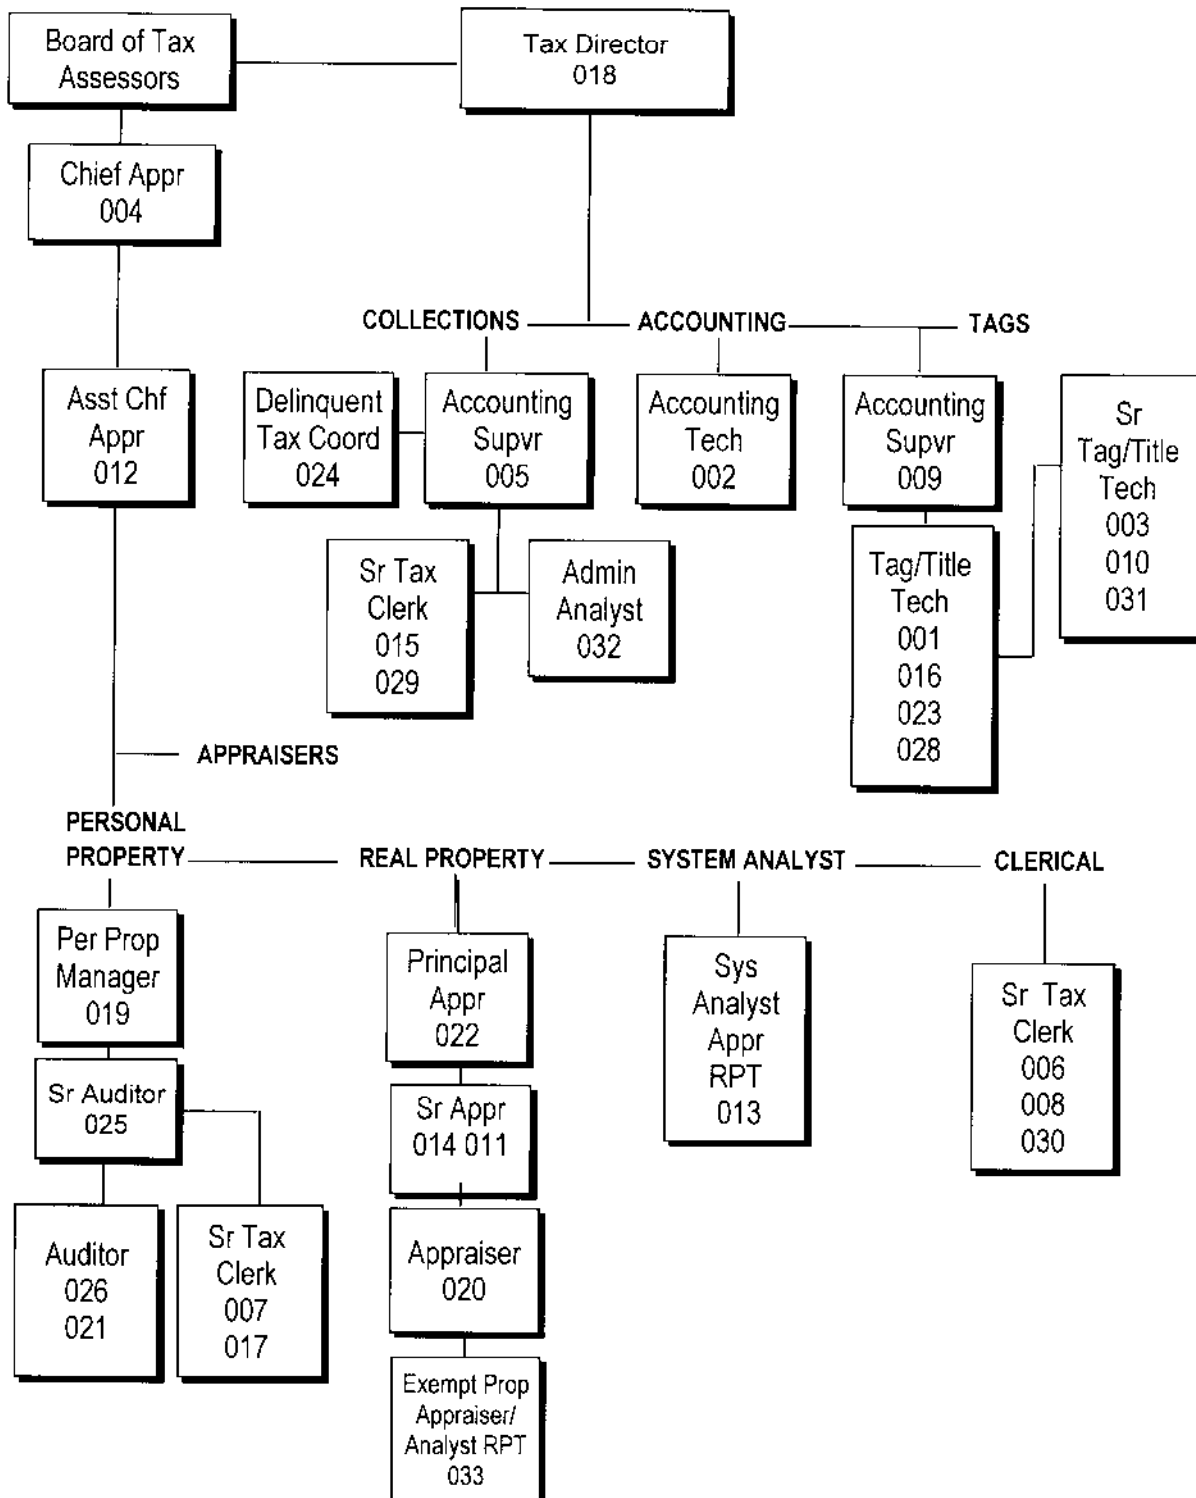 Board of Tax
Assessors
Tax Director
018
Chief Appr
004
COLLECTIONS
ACCOUNTING
TAGS
Asst Chf
Appr
012
Delinquent
Tax Coord
024
Accounting
Supvr
005
Accounting
Tech
002
Accounting
Supvr
009
Sr
Tag/Title
Tech
003
010
031
Sr Tax
Clerk
015
029
Admin
Analyst
032
Tag/Title
Tech
001
016
023
028
APPRAISERS
PERSONAL
PROPERTY
REAL PROPERTY
SYSTEM ANALYST
CLERICAL
Per Prop
Manager
019
Principal
Appr
022
Sys
Analyst
Appr
RPT
013
Sr Tax
Clerk
006
008
030
Sr Auditor
025
Sr Appr
014 011
Auditor
026
021
Sr Tax
Clerk
007
017
Appraiser
020
Exempt Prop
Appraiser/
Analyst RPT
033